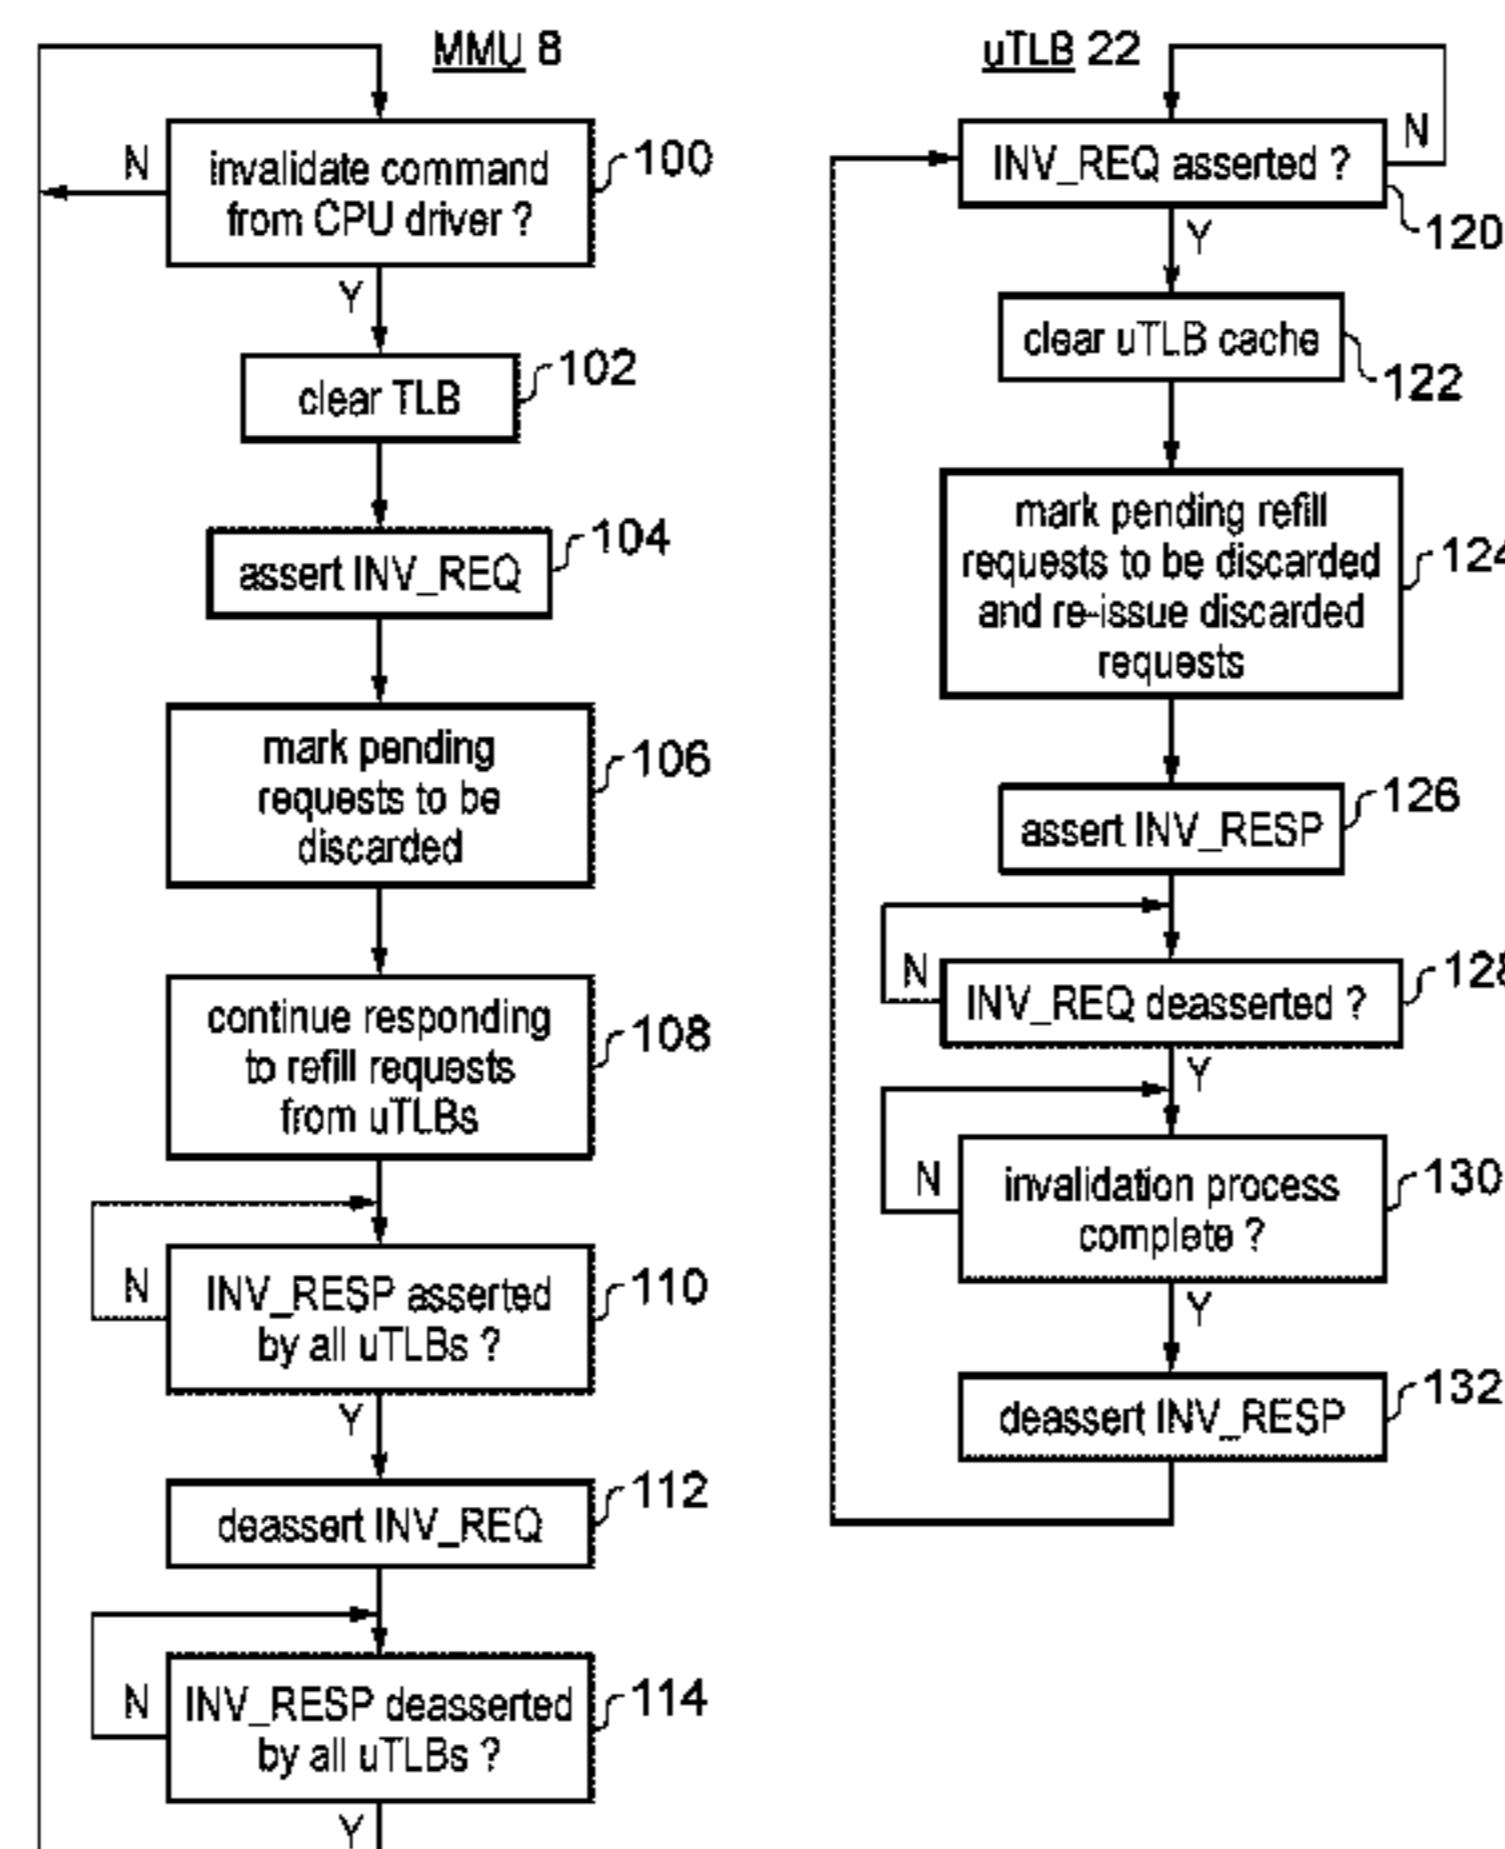 MMU 8
N
invalidate command
from CPU driver ?
100
Y
clear TLB
102
assert INV_REQ
104
mark pending
requests to be
discarded
106
continue responding
to refill requests
from uTLBs
108
N
INV_RESP asserted
by all uTLBs ?
110
Y
deassert INV_REQ
112
N
INV_RESP deasserted
by all uTLBs ?
114
Y
uTLB 22
INV_REQ asserted ?
N
120
Y
clear uTLB cache
122
mark pending refill
requests to be discarded
and re-issue discarded
requests
124
assert INV_RESP
126
N
INV_REQ deasserted ?
128
Y
N
invalidation process
complete ?
130
Y
deassert INV_RESP
132